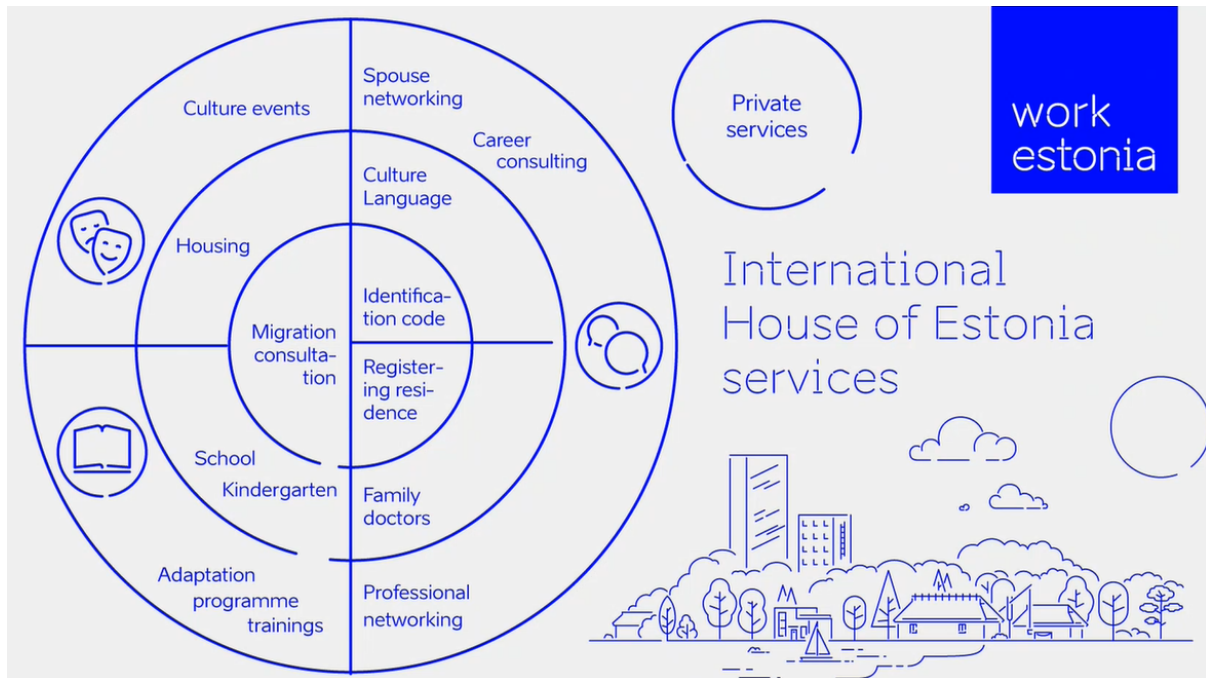 Culture events
Spouse
networking
Career
consulting
Culture
Language
Housing
Identifica-
tion code
Migration
consulta-
tion
Register-
ing resi-
dence
School
Kindergarten
Family
doctors
Adaptation
programme
trainings
Professional
networking
Private
services
work
estonia
International
House of Estonia
services